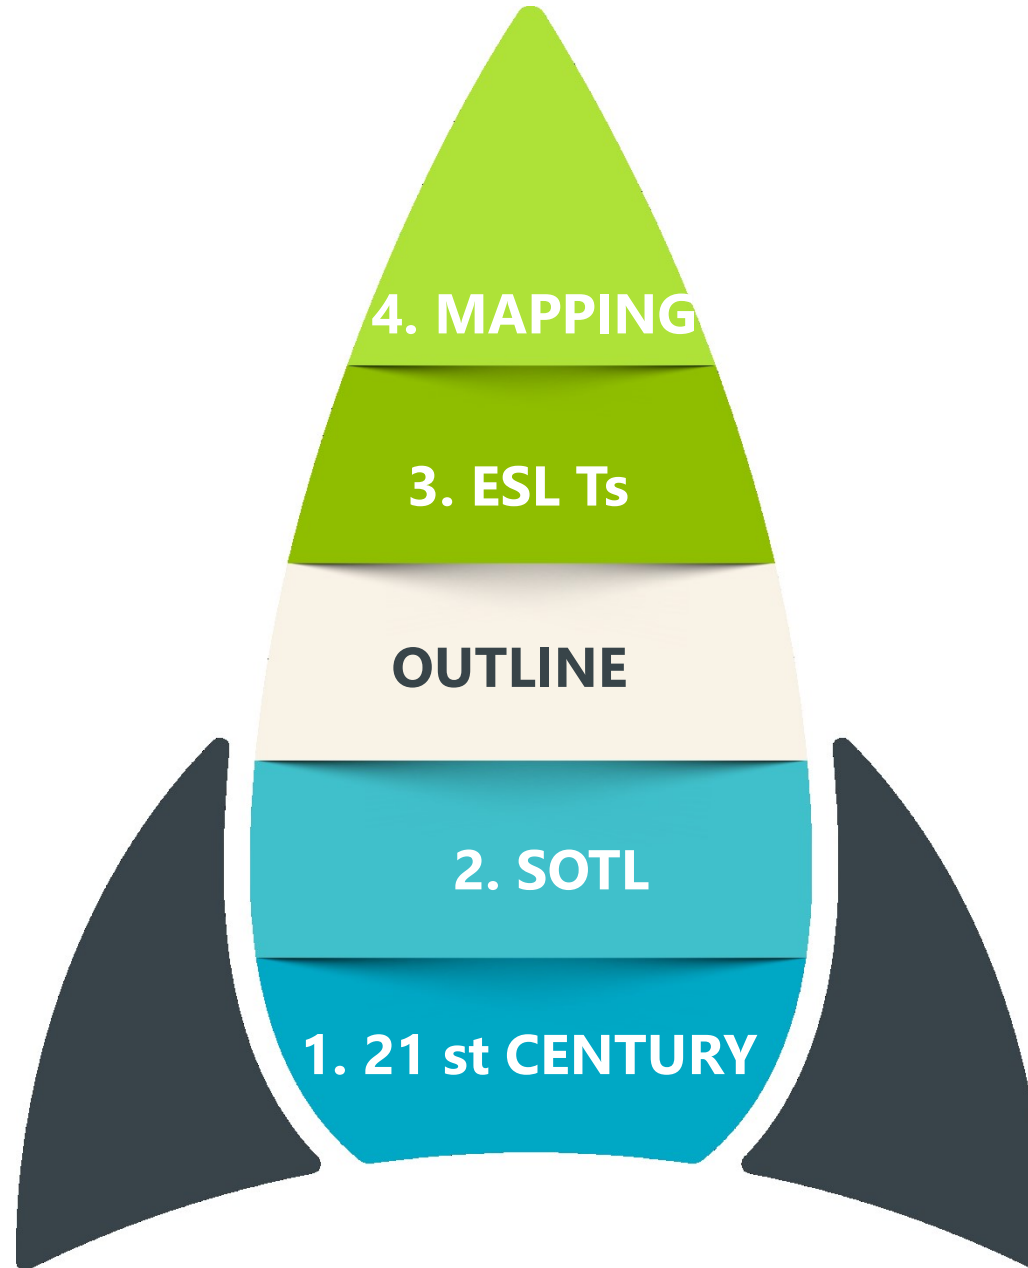 4. MAPPING
3. ESL Ts
OUTLINE
2. SOTL
1. 21 st CENTURY